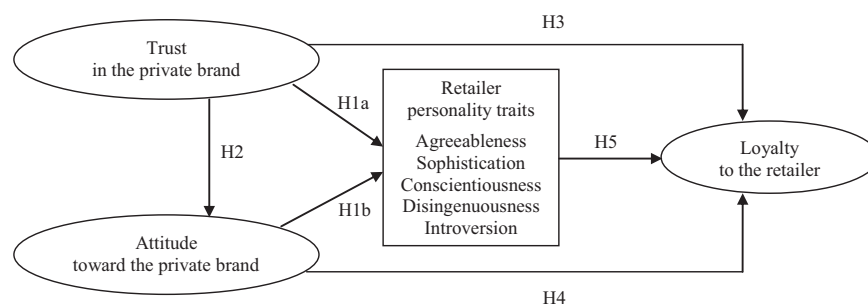 H3
Trust
in the private brand
Retailer
personality traits
H1a
Agreeableness
Sophistication
Conscientiousness
Disingenuousness
Introversion
H5
Loyalty
to the retailer
H2
H1b
Attitude
toward the private brand
H4